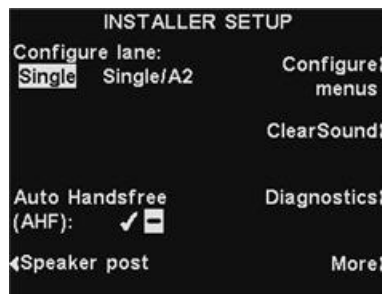 INSTALLER SETUP
Configure lane:
Single Single/A2
Configure
menus
ClearSound
Auto Handsfree
(AHF):
Diagnostics
Speaker post
More